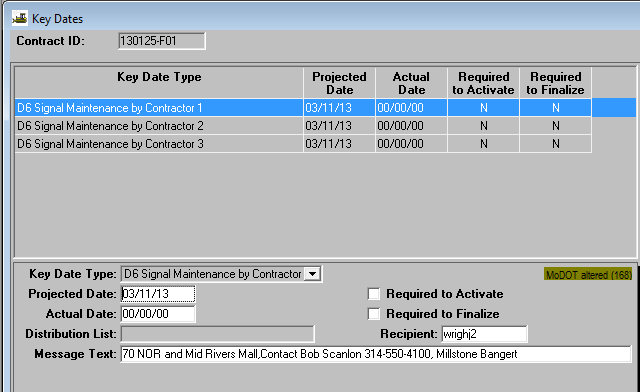 Key Dates
Contract ID: 130125-F01
Key Date Type Projected Date Actual Date Required to Activate Required to Finalize
D6 Signal Maintenance by Contractor 1 03/11/13 00/00/00 N N
D6 Signal Maintenance by Contractor 2 03/11/13 00/00/00 N N
D6 Signal Maintenance by Contractor 3 03/11/13 00/00/00 N N
Key Date Type: D6 Signal Maintenance by Contractor MoDOT altered (168)
Projected Date: 03/11/13 Required to Activate
Actual Date: 00/00/00 Required to Finalize
Distribution List: Recipient: wrighj2
Message Text: 70 NOR and Mid Rivers Mall,Contact Bob Scanlon 314-550-4100, Millstone Bangert